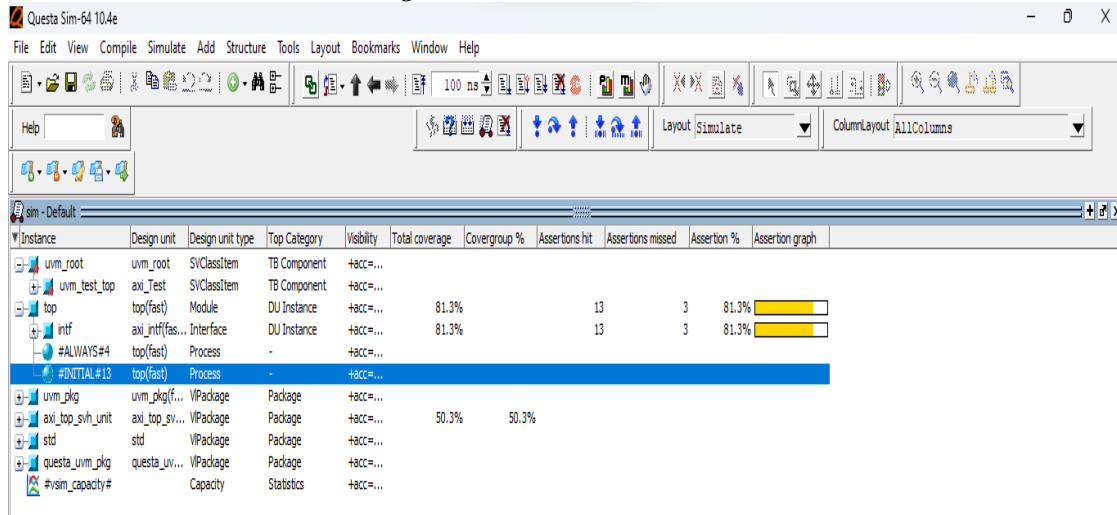 Questa Sim-64 10.4e
File Edit View Compile Simulate Add Structure Tools Layout Bookmarks Window Help
100 ns
Help Layout Simulate ColumnLayout AllColumns
sim - Default
Instance Design unit Design unit type Top Category Visibility Total coverage Covergroup % Assertions hit Assertions missed Assertion % Assertion graph
uvm_root uvm_root SVClassItem TB Component +acc=...
uvm_test_top axi_Test SVClassItem TB Component +acc=...
top top(fast) Module DU Instance +acc=... 81.3% 13 3 81.3%
intf axi_intf(fas... Interface DU Instance +acc=... 81.3% 13 3 81.3%
#ALWAYS#4 top(fast) Process - +acc=...
#INITIAL#13 top(fast) Process - +acc=...
uvm_pkg uvm_pkg(f... VlPackage Package +acc=...
axi_top_svh_unit axi_top_sv... VlPackage Package +acc=... 50.3% 50.3%
std std VlPackage Package +acc=...
questa_uvm_pkg questa_uv... VlPackage Package +acc=...
#vsim_capacity# Capacity Statistics +acc=...